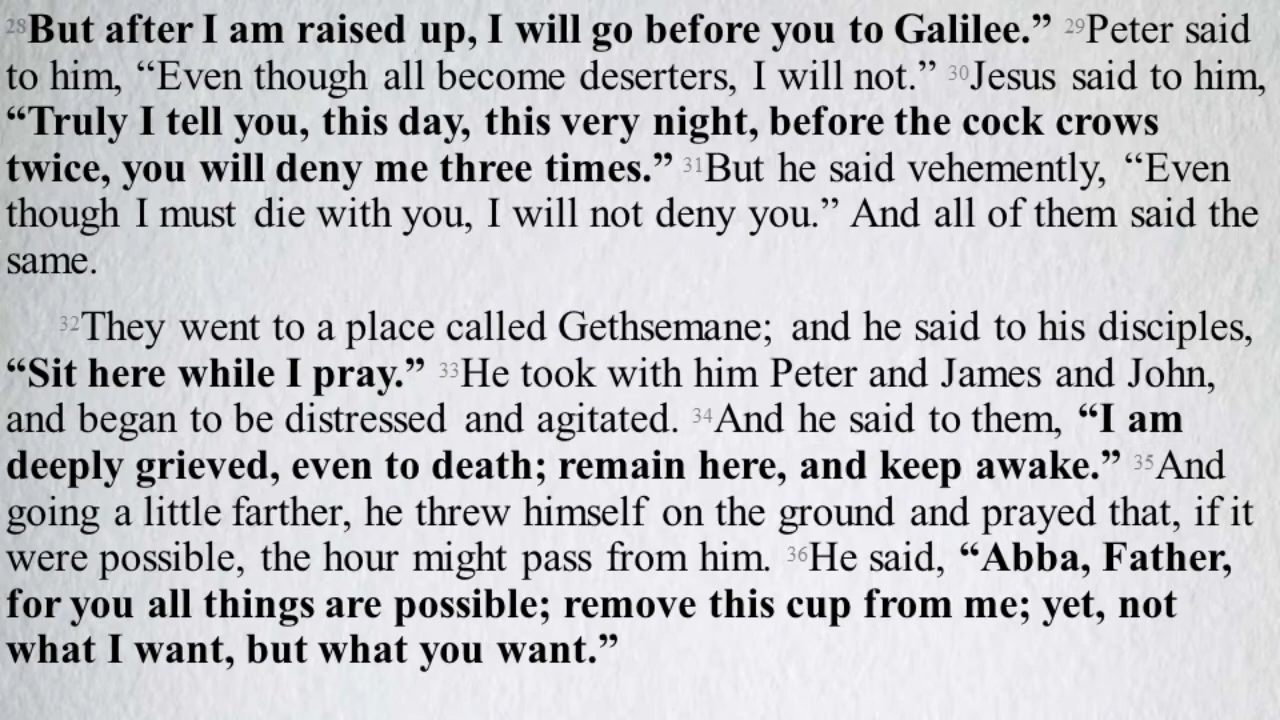 28But after I am raised up, I will go before you to Galilee.” 29Peter said
to him, “Even though all become deserters, I will not.” 30Jesus said to him,
“Truly I tell you, this day, this very night, before the cock crows
twice, you will deny me three times.” 31But he said vehemently, “Even
though I must die with you, I will not deny you.” And all of them said the
same.
32They went to a place called Gethsemane; and he said to his disciples,
“Sit here while I pray.” 33He took with him Peter and James and John,
and began to be distressed and agitated. 34And he said to them, “I am
deeply grieved, even to death; remain here, and keep awake.” 35And
going a little farther, he threw himself on the ground and prayed that, if it
were possible, the hour might pass from him. 36He said, “Abba, Father,
for you all things are possible; remove this cup from me; yet, not
what I want, but what you want.”